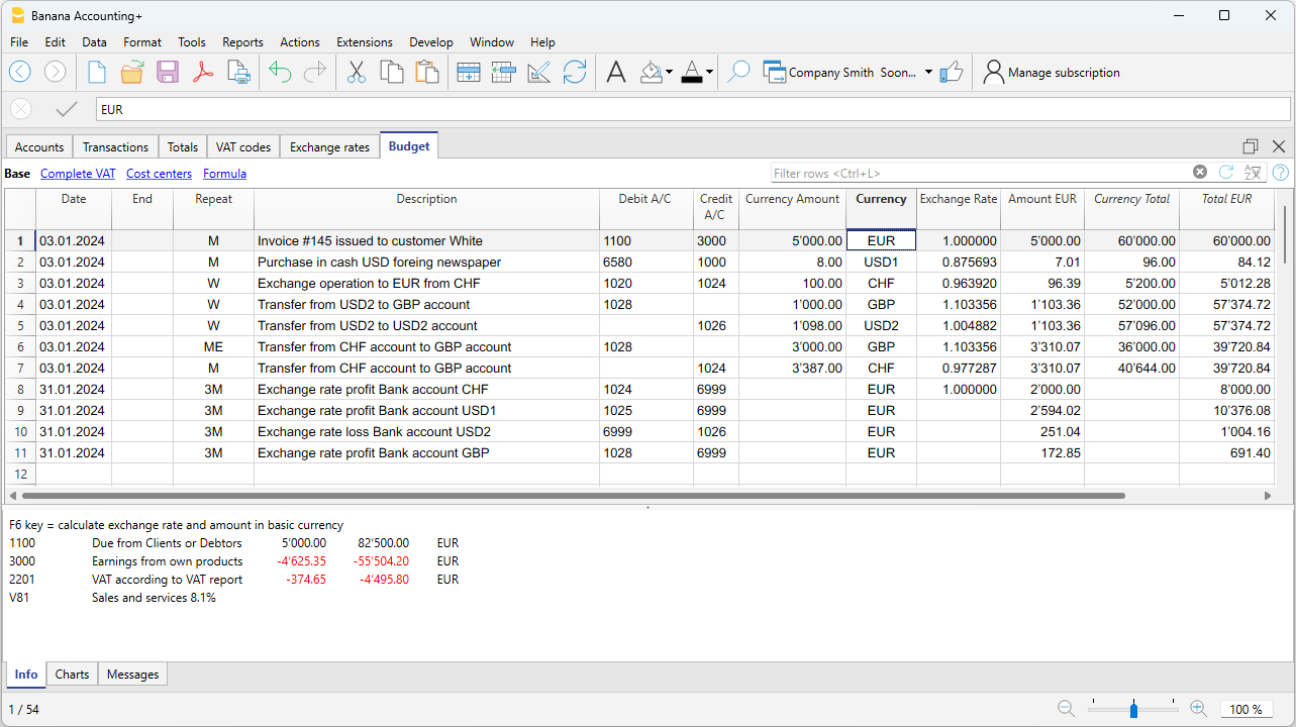 Banana Accounting+
File Edit Data Format Tools Reports Actions Extensions Develop Window Help
Company Smith Soon... Manage subscription
EUR
Accounts Transactions Totals VAT codes Exchange rates Budget
Base Complete VAT Cost centers Formula Filter rows <Ctrl+L>
Date End Repeat Description Debit A/C Credit A/C Currency Amount Currency Exchange Rate Amount EUR Currency Total Total EUR
1 03.01.2024 M Invoice #145 issued to customer White 1100 3000 5'000.00 EUR 1.000000 5'000.00 60'000.00 60'000.00
2 03.01.2024 M Purchase in cash USD foreing newspaper 6580 1000 8.00 USD1 0.875693 7.01 96.00 84.12
3 03.01.2024 W Exchange operation to EUR from CHF 1020 1024 100.00 CHF 0.963920 96.39 5'200.00 5'012.28
4 03.01.2024 W Transfer from USD2 to GBP account 1028 1'000.00 GBP 1.103356 1'103.36 52'000.00 57'374.72
5 03.01.2024 W Transfer from USD2 to USD2 account 1026 1'098.00 USD2 1.004882 1'103.36 57'096.00 57'374.72
6 03.01.2024 ME Transfer from CHF account to GBP account 1028 3'000.00 GBP 1.103356 3'310.07 36'000.00 39'720.84
7 03.01.2024 M Transfer from CHF account to GBP account 1024 3'387.00 CHF 0.977287 3'310.07 40'644.00 39'720.84
8 31.01.2024 3M Exchange rate profit Bank account CHF 1024 6999 EUR 1.000000 2'000.00 8'000.00
9 31.01.2024 3M Exchange rate profit Bank account USD1 1025 6999 EUR 2'594.02 10'376.08
10 31.01.2024 3M Exchange rate loss Bank account USD2 6999 1026 EUR 251.04 1'004.16
11 31.01.2024 3M Exchange rate profit Bank account GBP 1028 6999 EUR 172.85 691.40
12
F6 key = calculate exchange rate and amount in basic currency
1100 Due from Clients or Debtors 5'000.00 82'500.00 EUR
3000 Earnings from own products -4'625.35 -55'504.20 EUR
2201 VAT according to VAT report -374.65 -4'495.80 EUR
V81 Sales and services 8.1%
Info Charts Messages
1 / 54 100 %